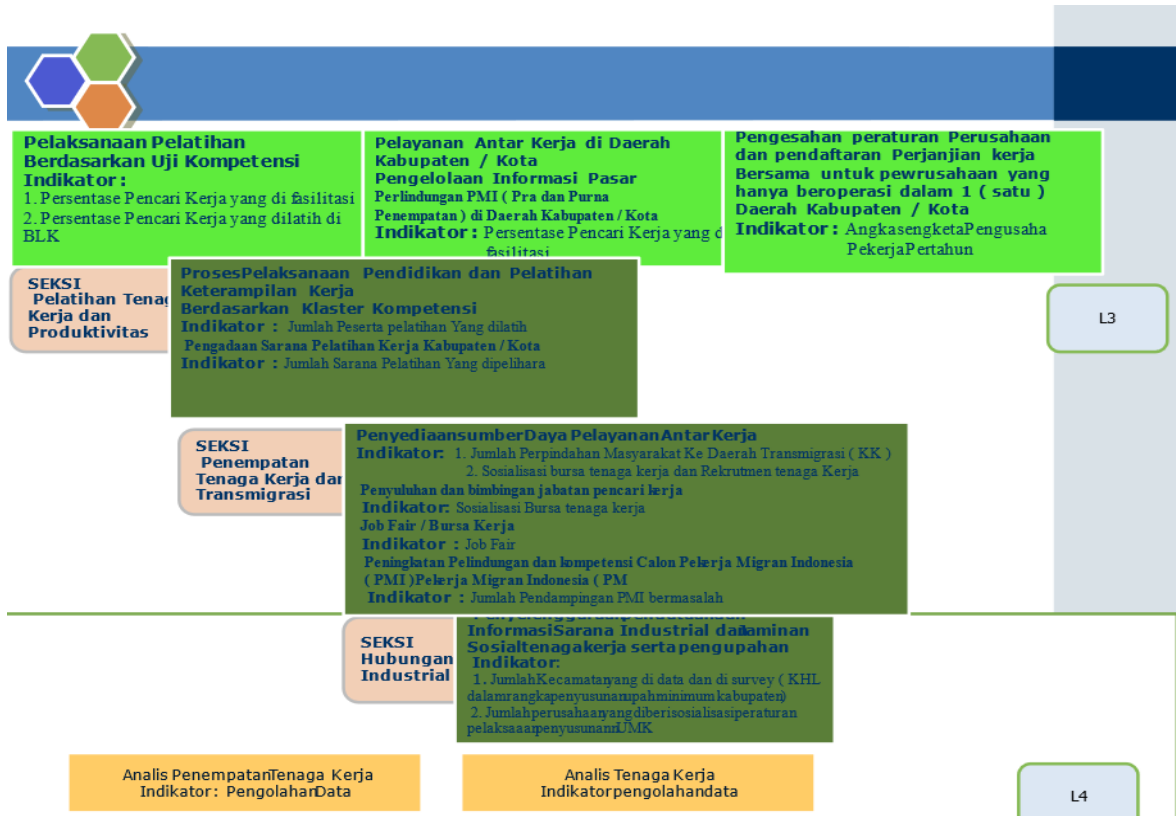 Pelaksanaan Pelatihan
Berdasarkan Uji Kompetensi
Indikator :
1. Persentase Pencari Kerja yang di fasilitasi
2. Persentase Pencari Kerja yang dilatih di
BLK
Pelayanan Antar Kerja di Daerah
Kabupaten / Kota
Pengelolaan Informasi Pasar
Perlindungan PMI ( Pra dan Purna
Penempatan ) di Daerah Kabupaten / Kota
Indikator : Persentase Pencari Kerja yang d
fasilitasi
Pengesahan peraturan Perusahaan
dan pendaftaran Perjanjian kerja
Bersama untuk pewrusahaan yang
hanya beroperasi dalam 1 ( satu )
Daerah Kabupaten / Kota
Indikator : AngkasengketaPengusaha
PekerjaPertahun
SEKSI
Pelatihan Tenag
Kerja dan
Produktivitas
ProsesPelaksanaan Pendidikan dan Pelatihan
Keterampilan Kerja
Berdasarkan Klaster Kompetensi
Indikator : Jumlah Peserta pelatihan Yang dilatih
Pengadaan Sarana Pelatihan Kerja Kabupaten / Kota
Indikator : Jumlah Sarana Pelatihan Yang dipelihara
L3
SEKSI
Penempatan
Tenaga Kerja dan
Transmigrasi
PenyediaansumberDaya PelayananAntarKerja
Indikator: 1. Jumlah Perpindahan Masyarakat Ke Daerah Transmigrasi ( KK )
2. Sosialisasi bursa tenaga kerja dan Rekrutmen tenaga Kerja
Penyuluhan dan bimbingan jabatan pencari kerja
Indikator: Sosialisasi Bursa tenaga kerja
Job Fair / Bursa Kerja
Indikator : Job Fair
Peningkatan Pelindungan dan kompetensi Calon Pekerja Migran Indonesia
( PMI )Pekerja Migran Indonesia ( PM
Indikator : Jumlah Pendampingan PMI bermasalah
SEKSI
Hubungan
Industrial
InformasiSarana Industrial danJaminan
Sosialtenagakerja sertapengupahan
Indikator:
1. JumlahKecamatanyang di data dan di survey ( KHL
dalamrangkapenyusunanupahminimumkabupaten)
2. Jumlahperusahaanyangdiberisosialisasiperaturan
pelaksaaanpenyusunannUMK
Analis PenempatanTenaga Kerja
Indikator: PengolahanData
Analis Tenaga Kerja
Indikatorpengolahandata
L4